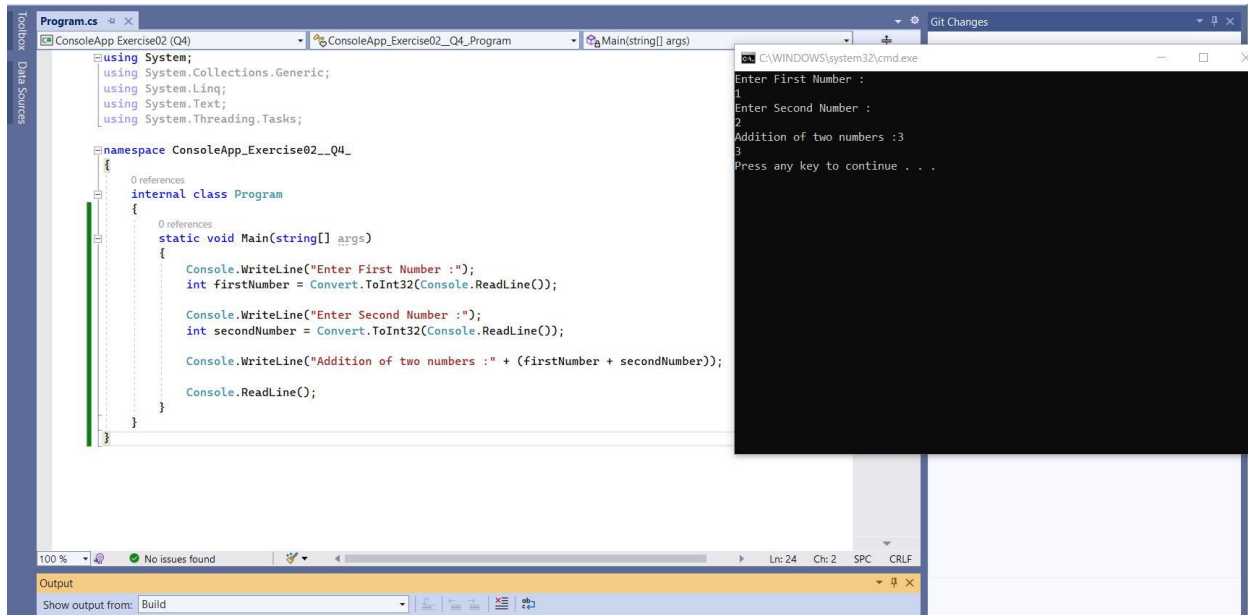 Toolbox
Data Sources
Program.cs
ConsoleApp Exercise02 (Q4)
ConsoleApp_Exercise02__Q4_.Program
Main(string[] args)
using System;
using System.Collections.Generic;
using System.Linq;
using System.Text;
using System.Threading.Tasks;
namespace ConsoleApp_Exercise02__Q4_
{
0 references
internal class Program
{
0 references
static void Main(string[] args)
{
Console.WriteLine("Enter First Number :");
int firstNumber = Convert.ToInt32(Console.ReadLine());
Console.WriteLine("Enter Second Number :");
int secondNumber = Convert.ToInt32(Console.ReadLine());
Console.WriteLine("Addition of two numbers :" + (firstNumber + secondNumber));
Console.ReadLine();
}
}
}
100 %
No issues found
Ln: 24 Ch: 2 SPC CRLF
Output
Show output from: Build
Git Changes
C:\WINDOWS\system32\cmd.exe
Enter First Number :
1
Enter Second Number :
2
Addition of two numbers :3
3
Press any key to continue . . .